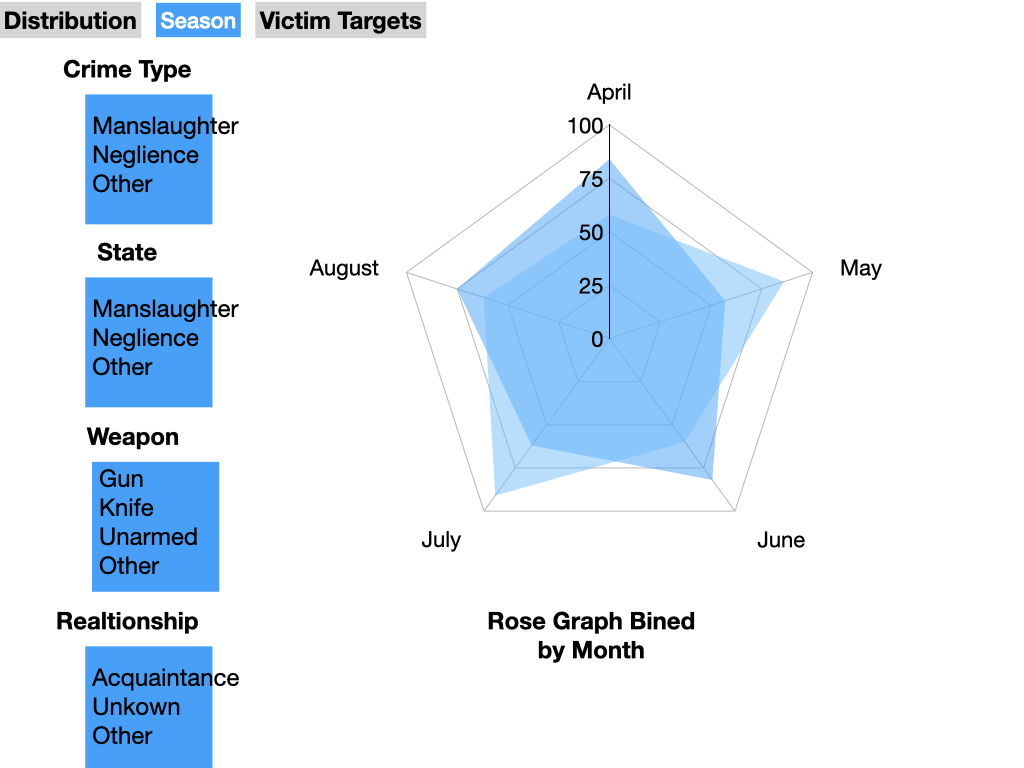 Distribution Season Victim Targets
Crime Type
Manslaughter
Neglience
Other
State
Manslaughter
Neglience
Other
Weapon
Gun
Knife
Unarmed
Other
Realtionship
Acquaintance
Unkown
Other
April
100
75
50
25
0
August
May
July
June
Rose Graph Bined
by Month